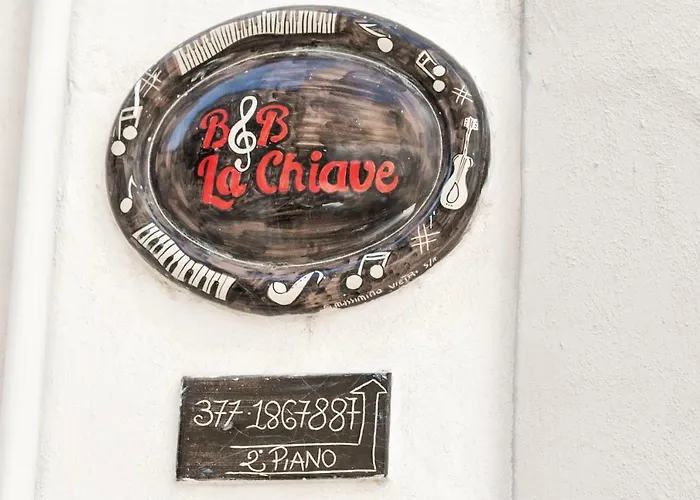 B&B
La Chiave
377·1867887
2° PIANO